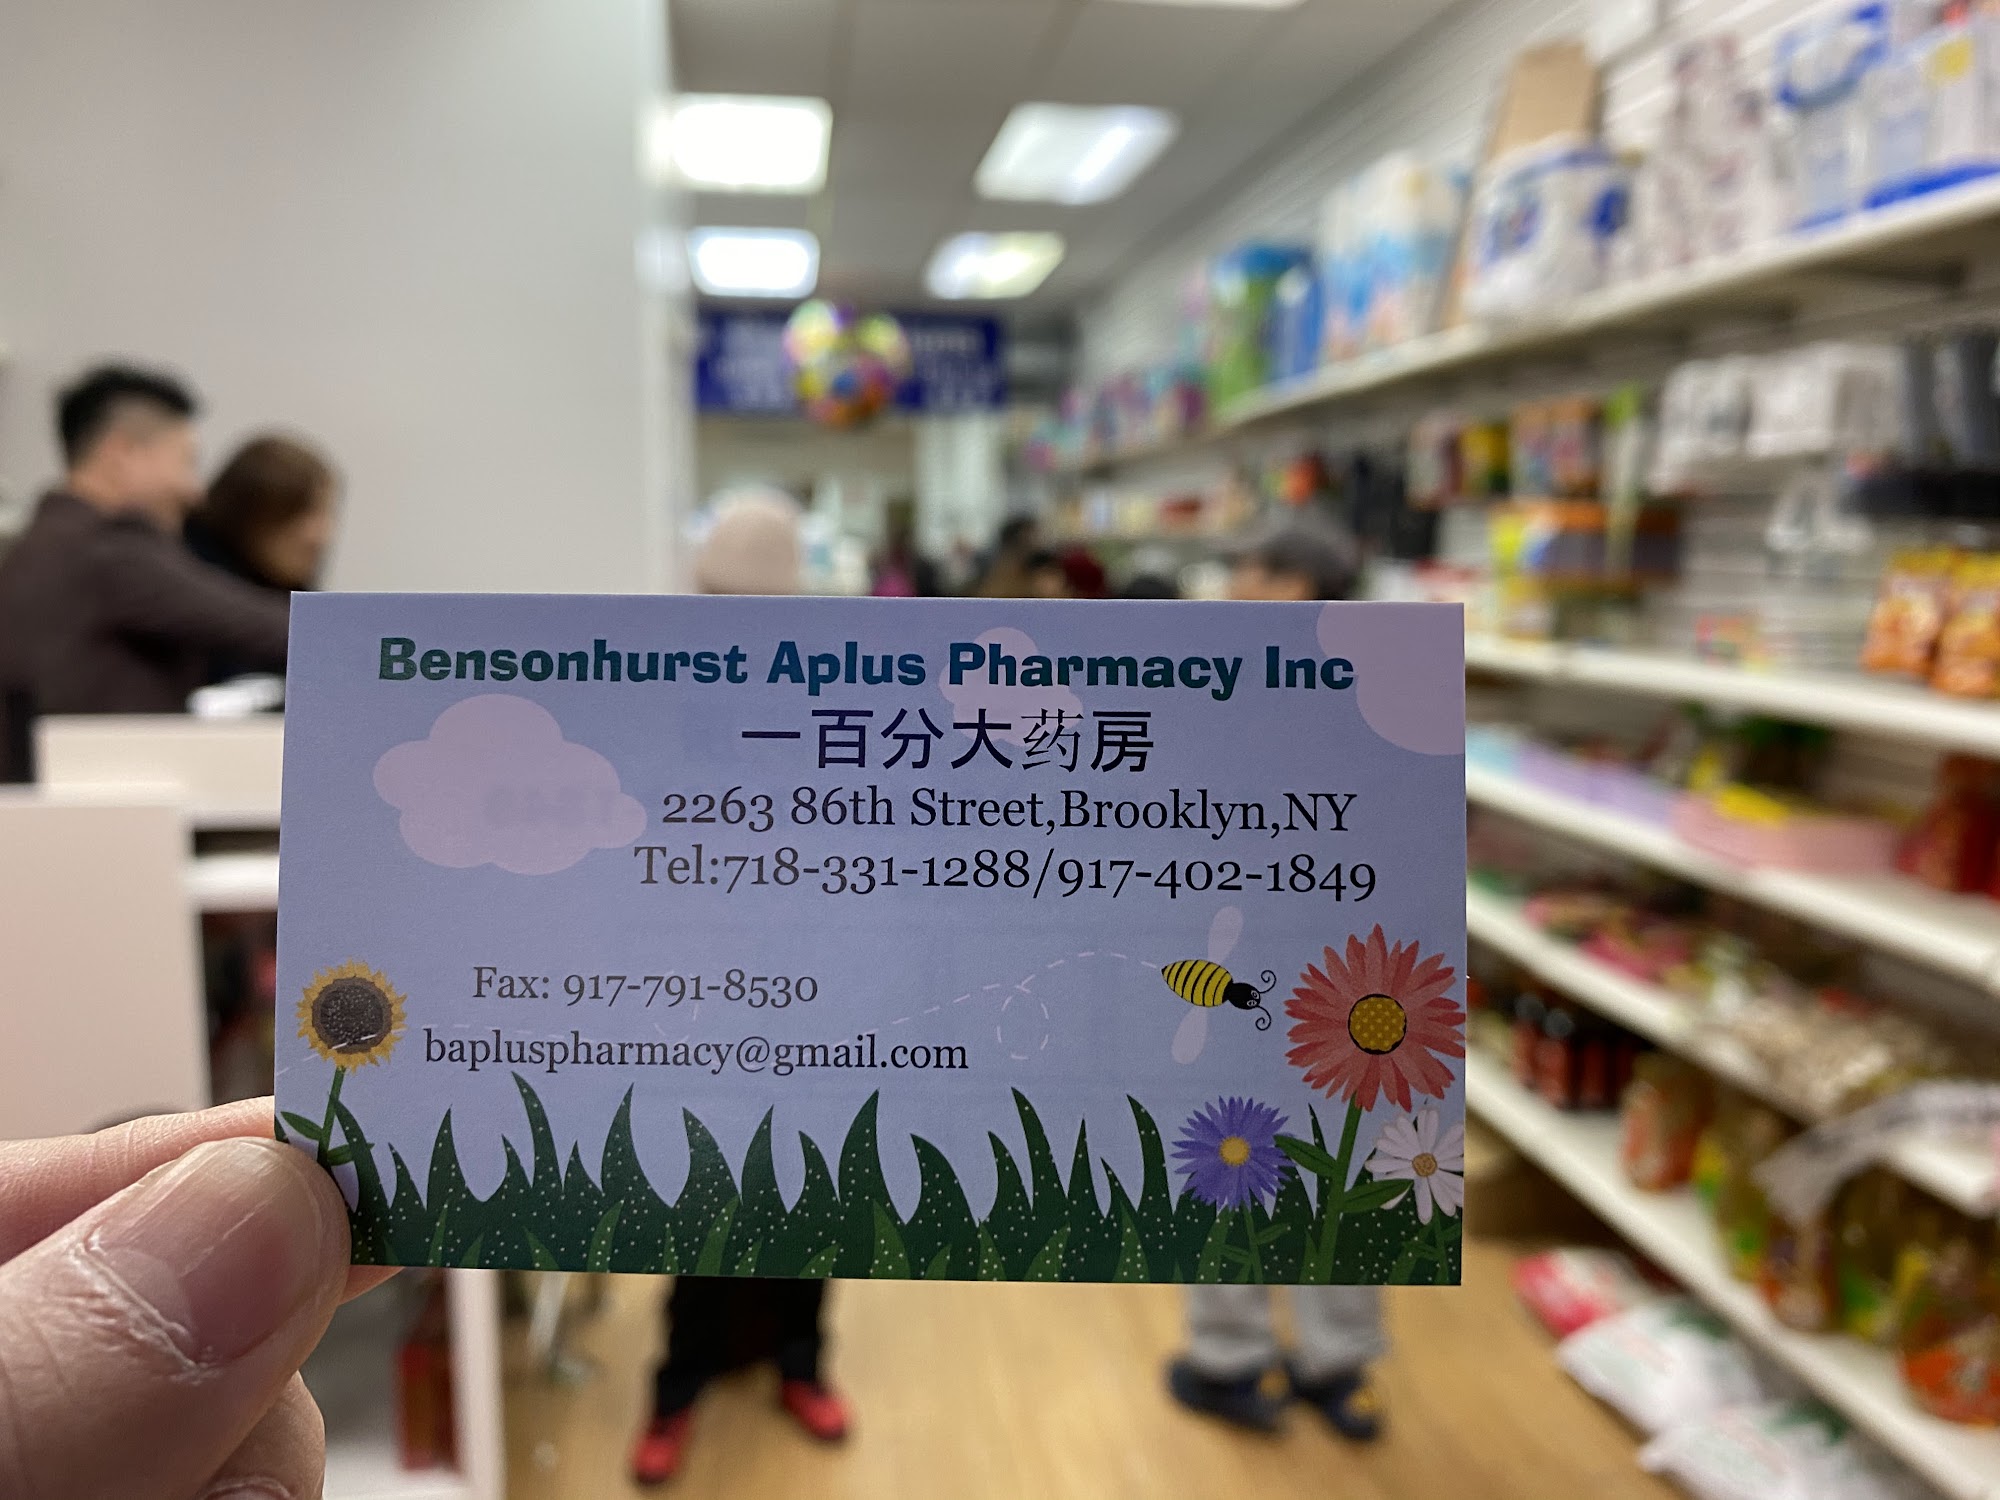 Bensonhurst Aplus Pharmacy Inc
一百分大药房
2263 86th Street,Brooklyn,NY
Tel:718-331-1288/917-402-1849
Fax: 917-791-8530
bapluspharmacy@gmail.com